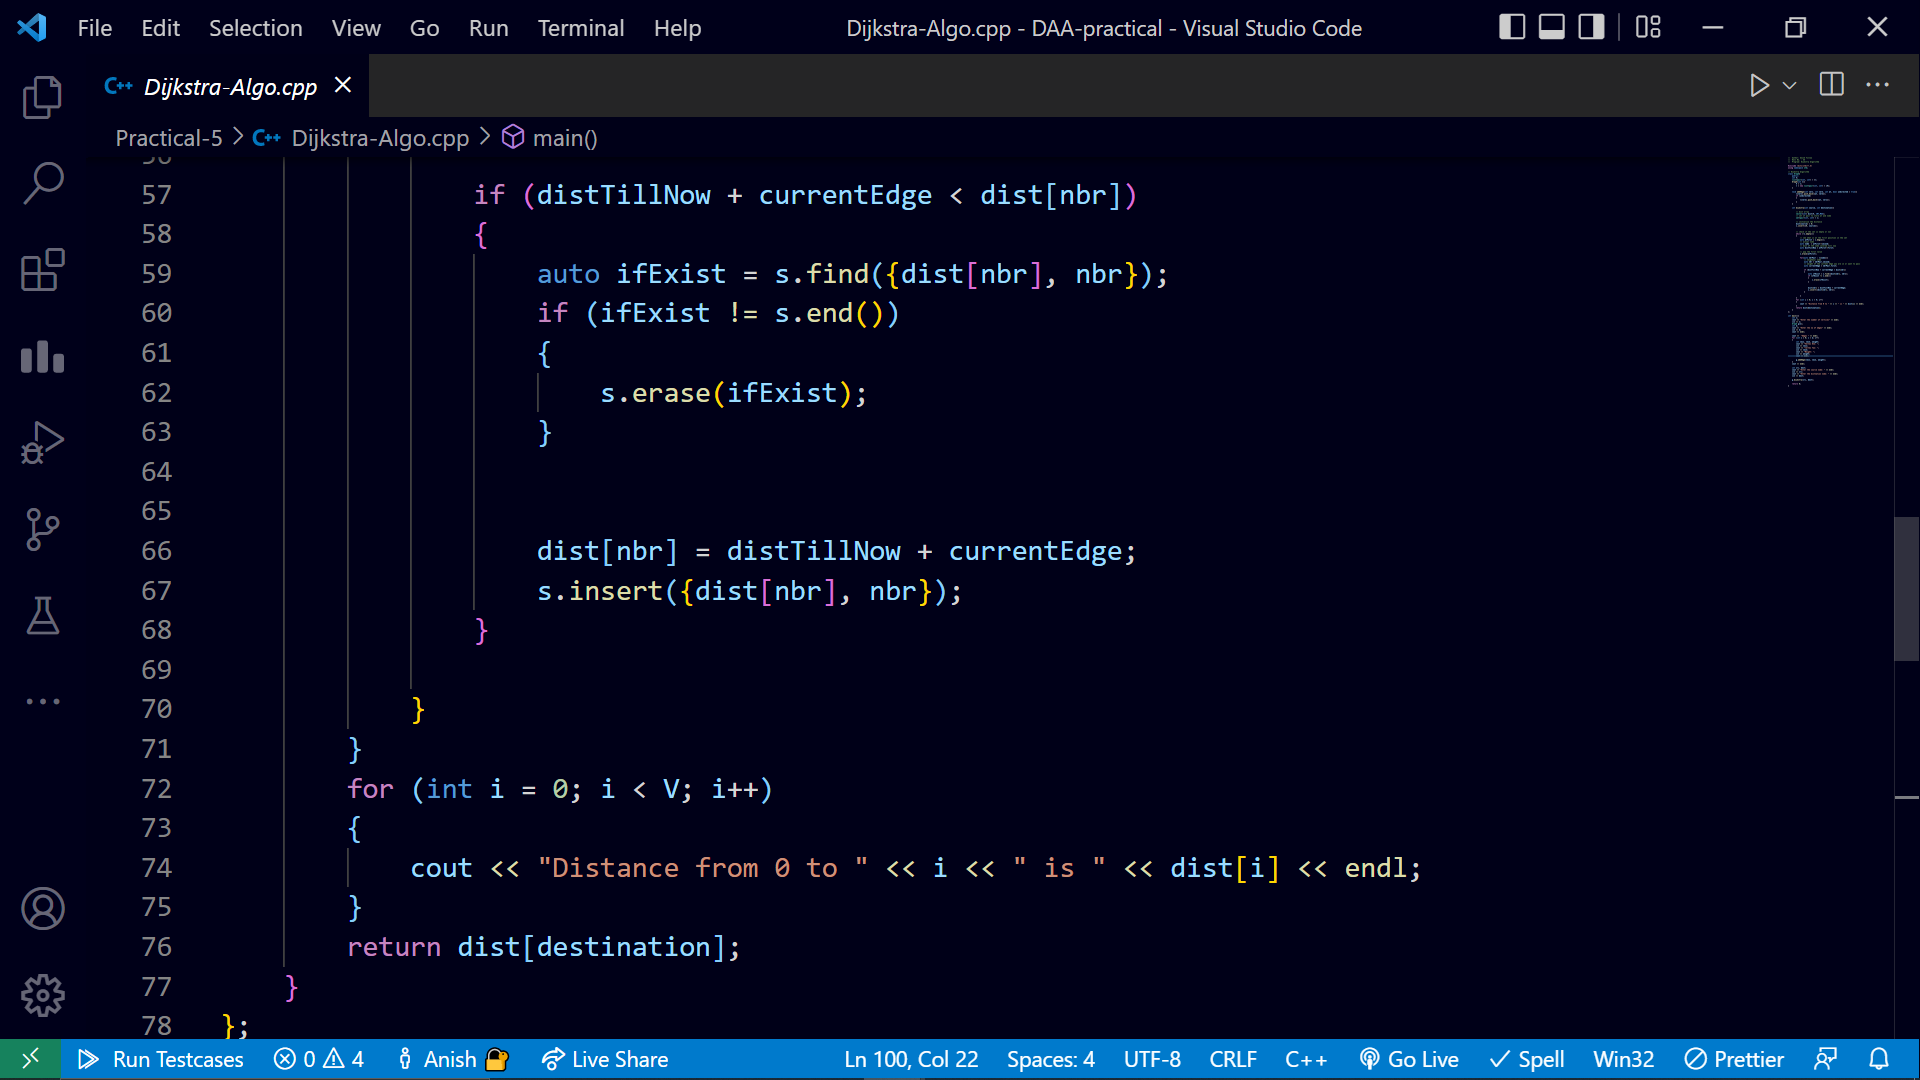 File Edit Selection View Go Run Terminal Help Dijkstra-Algo.cpp - DAA-practical - Visual Studio Code
C++ Dijkstra-Algo.cpp
Practical-5 > C++ Dijkstra-Algo.cpp > main()
57 if (distTillNow + currentEdge < dist[nbr])
58 {
59 auto ifExist = s.find({dist[nbr], nbr});
60 if (ifExist != s.end())
61 {
62 s.erase(ifExist);
63 }
64
65
66 dist[nbr] = distTillNow + currentEdge;
67 s.insert({dist[nbr], nbr});
68 }
69
70 }
71 }
72 for (int i = 0; i < V; i++)
73 {
74 cout << "Distance from 0 to " << i << " is " << dist[i] << endl;
75 }
76 return dist[destination];
77 }
78 };
Run Testcases 0 4 Anish Live Share Ln 100, Col 22 Spaces: 4 UTF-8 CRLF C++ Go Live Spell Win32 Prettier